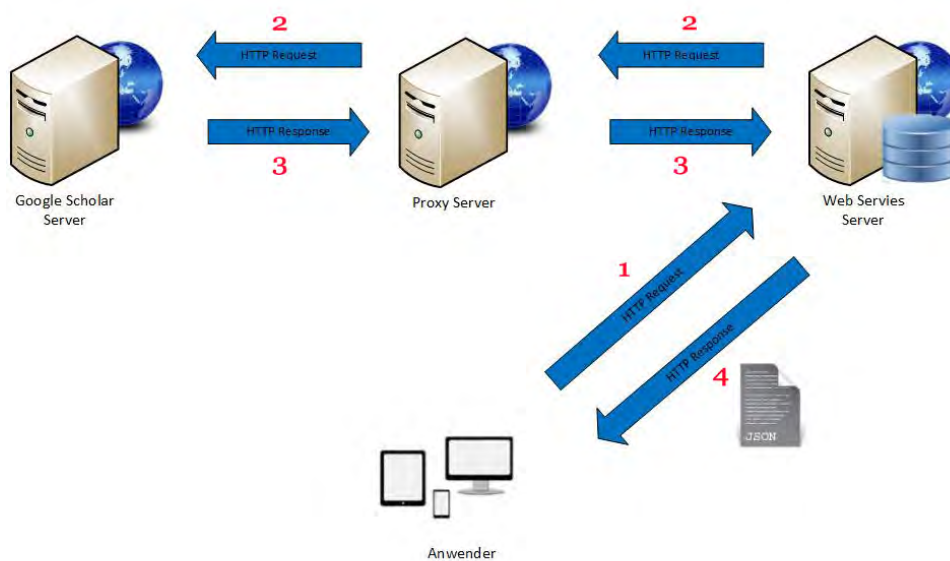 2
2
HTTP Request
HTTP Request
HTTP Response
HTTP Response
3
3
Google Scholar
Server
Proxy Server
Web Servies
Server
1
HTTP Request
HTTP Response
4
JSON
Anwender